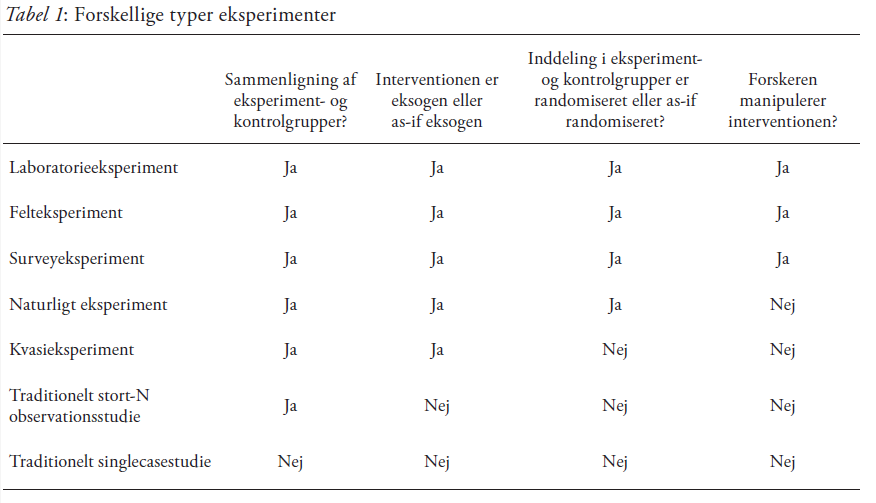 Tabel 1: Forskellige typer eksperimenter
Sammenligning af eksperiment- og kontrolgrupper?
Interventionen er eksogen eller as-if eksogen
Inddeling i eksperiment- og kontrolgrupper er randomiseret eller as-if randomiseret?
Forskeren manipulerer interventionen?
Laboratorieeksperiment Ja Ja Ja Ja
Felteksperiment Ja Ja Ja Ja
Surveyeksperiment Ja Ja Ja Ja
Naturligt eksperiment Ja Ja Ja Nej
Kvasieksperiment Ja Ja Nej Nej
Traditionelt stort-N observationsstudie Ja Nej Nej Nej
Traditionelt singlecasestudie Nej Nej Nej Nej